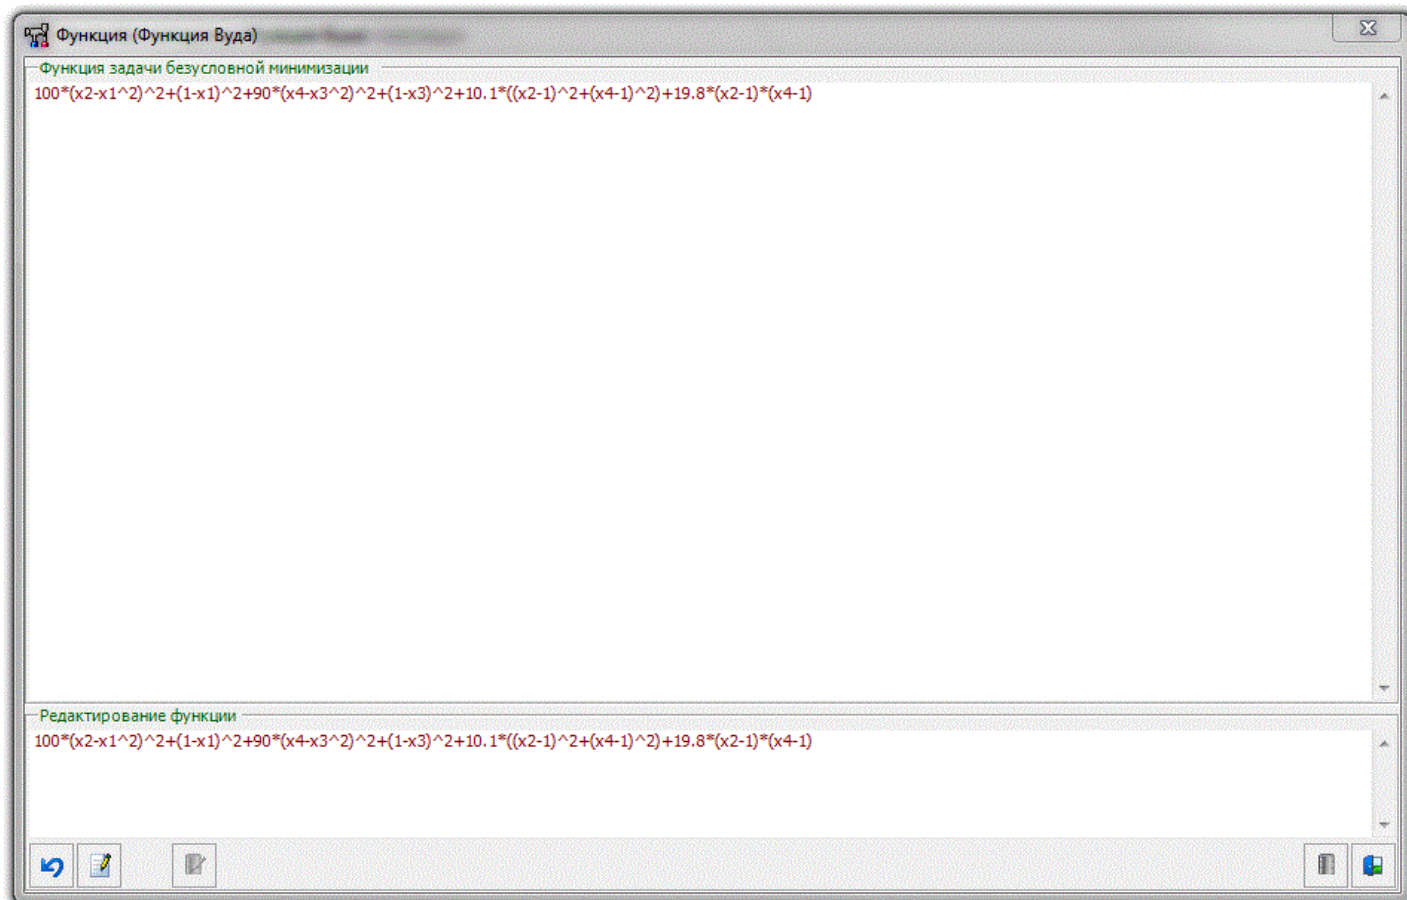 Функция (Функция Вуда)
Функция задачи безусловной минимизации
100*(x2-x1^2)^2+(1-x1)^2+90*(x4-x3^2)^2+(1-x3)^2+10.1*((x2-1)^2+(x4-1)^2)+19.8*(x2-1)*(x4-1)
Редактирование функции
100*(x2-x1^2)^2+(1-x1)^2+90*(x4-x3^2)^2+(1-x3)^2+10.1*((x2-1)^2+(x4-1)^2)+19.8*(x2-1)*(x4-1)